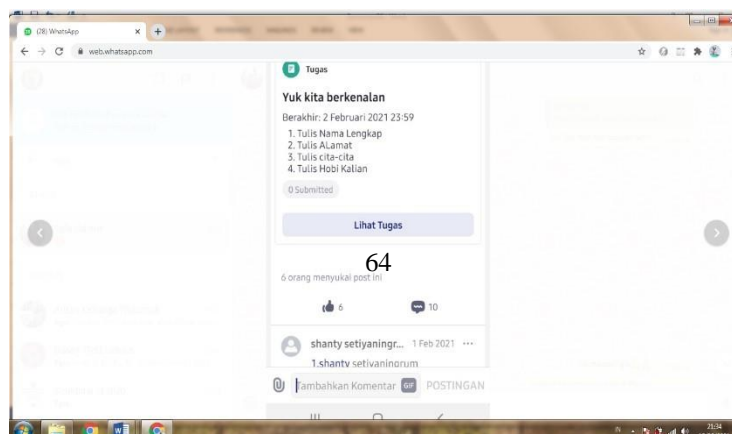 (28) WhatsApp
web.whatsapp.com
Tugas
Yuk kita berkenalan
Berakhir: 2 Februari 2021 23:59
1. Tulis Nama Lengkap
2. Tulis ALamat
3. Tulis cita-cita
4. Tulis Hobi Kalian
0 Submitted
Lihat Tugas
64
6 orang menyukai post ini
6 10
shanty setiyaningr... 1 Feb 2021
1.shanty setiyaningrum
Tambahkan Komentar GIF POSTINGAN
21:34